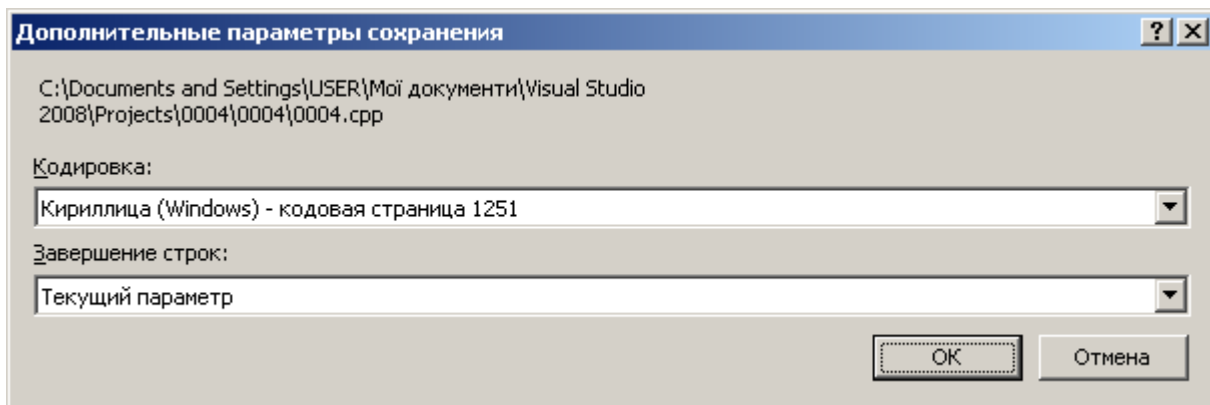 Дополнительные параметры сохранения
C:\Documents and Settings\USER\Мої документи\Visual Studio
2008\Projects\0004\0004\0004.cpp
Кодировка:
Кириллица (Windows) - кодовая страница 1251
Завершение строк:
Текущий параметр
ОК Отмена